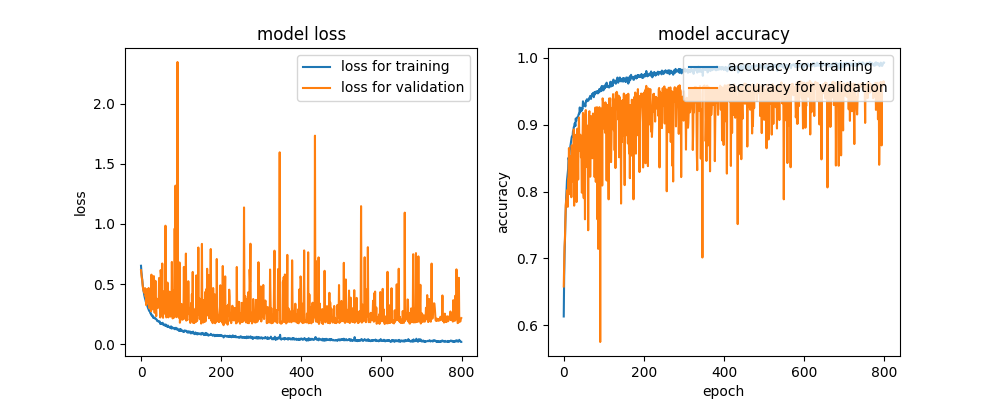 model loss
loss for training
loss for validation
2.0
1.5
1.0
0.5
0.0
loss
0
200
400
600
800
epoch
model accuracy
accuracy for training
accuracy for validation
1.0
0.9
0.8
0.7
0.6
accuracy
0
200
400
600
800
epoch